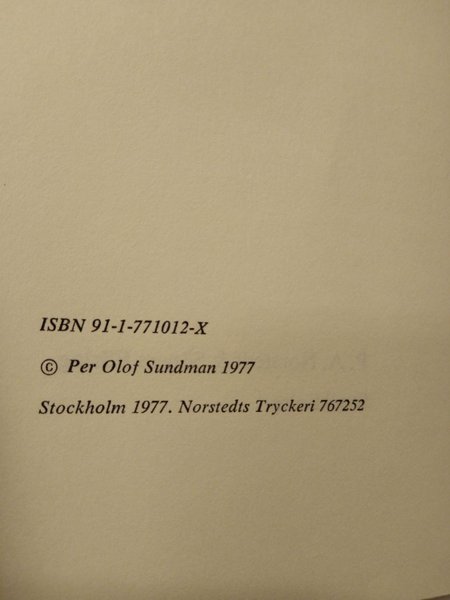 ISBN 91-1-771012-X
© Per Olof Sundman 1977
Stockholm 1977. Norstedts Tryckeri 767252